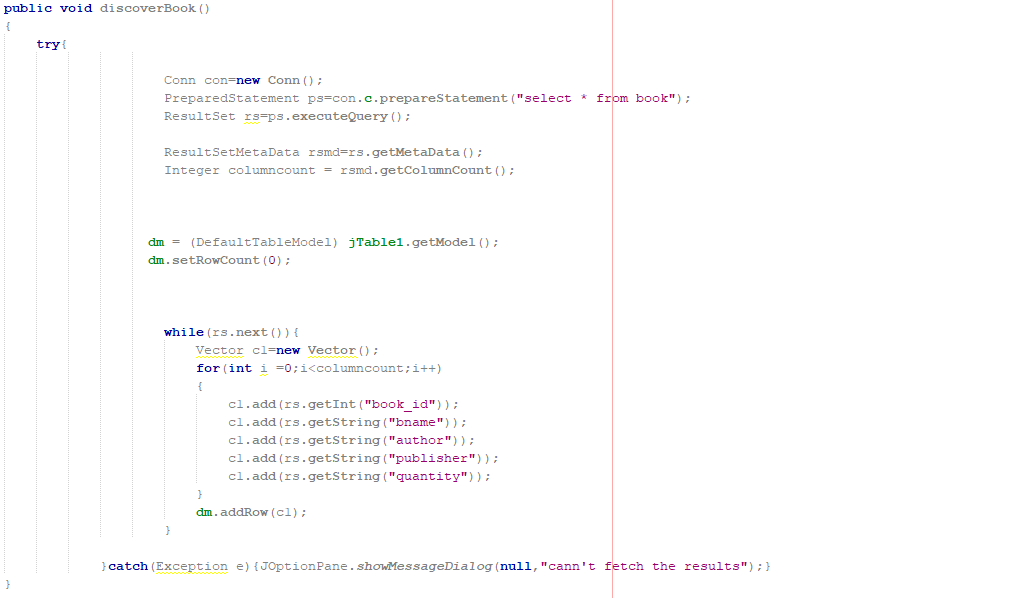 public void discoverBook()
{
try{
Conn con=new Conn();
PreparedStatement ps=con.c.prepareStatement("select * from book");
ResultSet rs=ps.executeQuery();
ResultSetMetaData rsmd=rs.getMetaData();
Integer columncount = rsmd.getColumnCount();
dm = (DefaultTableModel) jTable1.getModel();
dm.setRowCount(0);
while(rs.next()){
Vector cl=new Vector();
for(int i =0;i<columncount;i++)
{
cl.add(rs.getInt("book_id"));
cl.add(rs.getString("bname"));
cl.add(rs.getString("author"));
cl.add(rs.getString("publisher"));
cl.add(rs.getString("quantity"));
}
dm.addRow(cl);
}
}catch(Exception e){JOptionPane.showMessageDialog(null,"cann't fetch the results");}
}